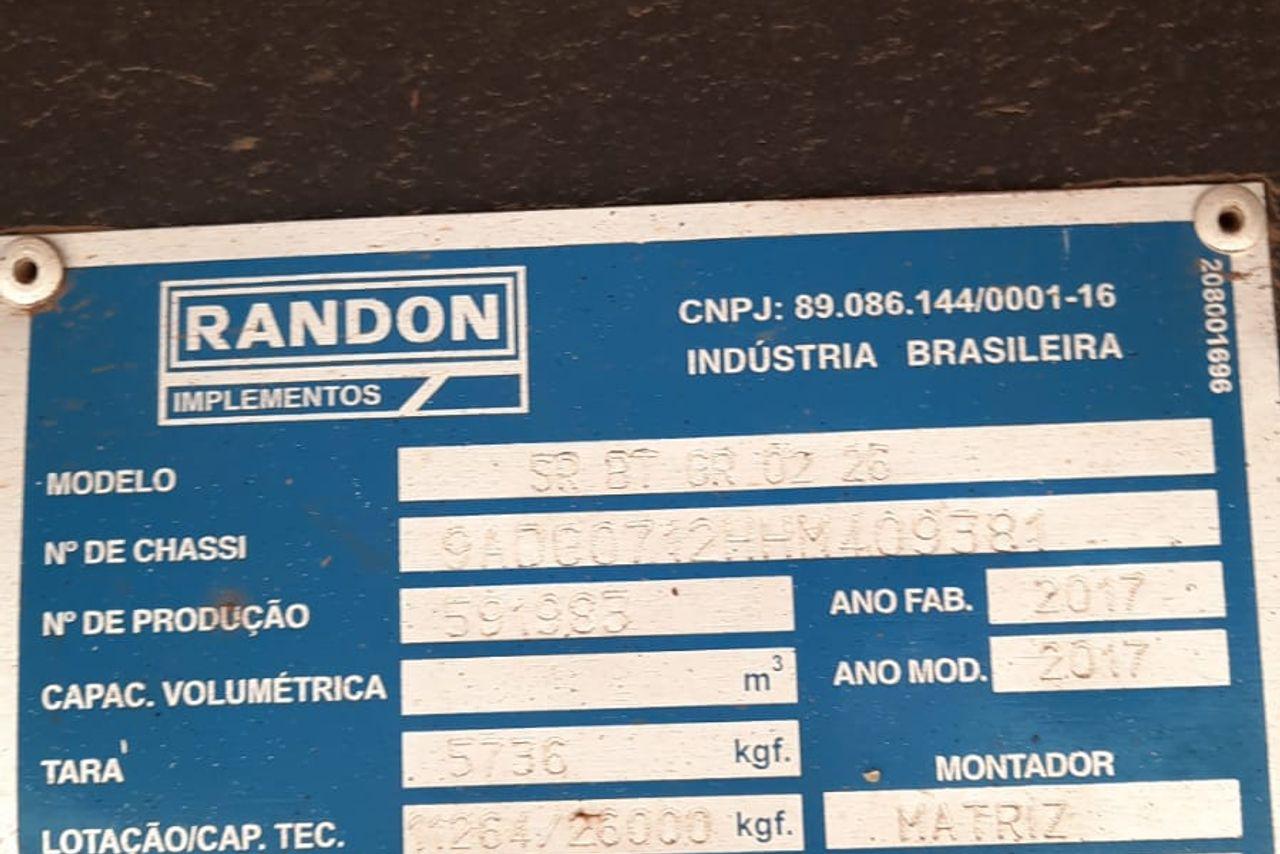 RANDON
IMPLEMENTOS
CNPJ: 89.086.144/0001-16
INDÚSTRIA BRASILEIRA
208001696
MODELO SR BT GR 02 26
Nº DE CHASSI 9ADG0712HHM409381
Nº DE PRODUÇÃO
ANO FAB. 2017
CAPAC. VOLUMÉTRICA m³
ANO MOD. 2017
TARA 5736 kgf.
MONTADOR
LOTAÇÃO/CAP. TEC. 11264/26000 kgf.
MATRIZ